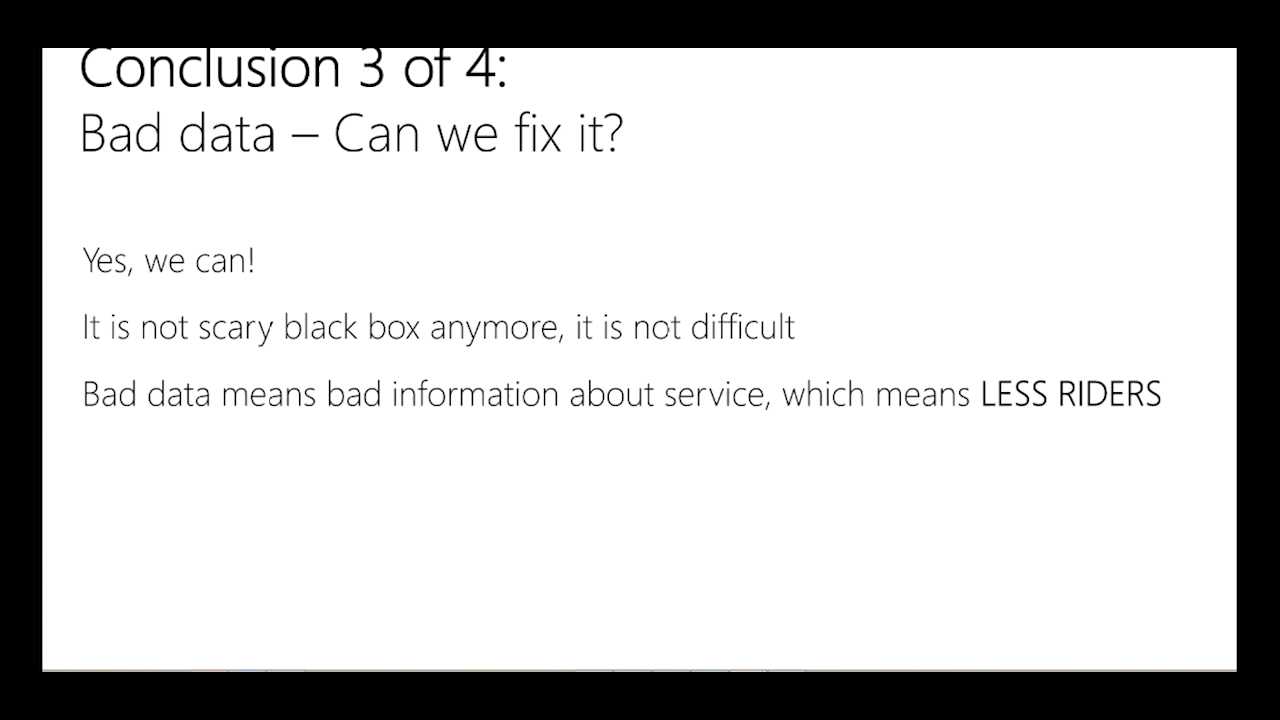 Conclusion 3 of 4:
Bad data – Can we fix it?
Yes, we can!
It is not scary black box anymore, it is not difficult
Bad data means bad information about service, which means LESS RIDERS